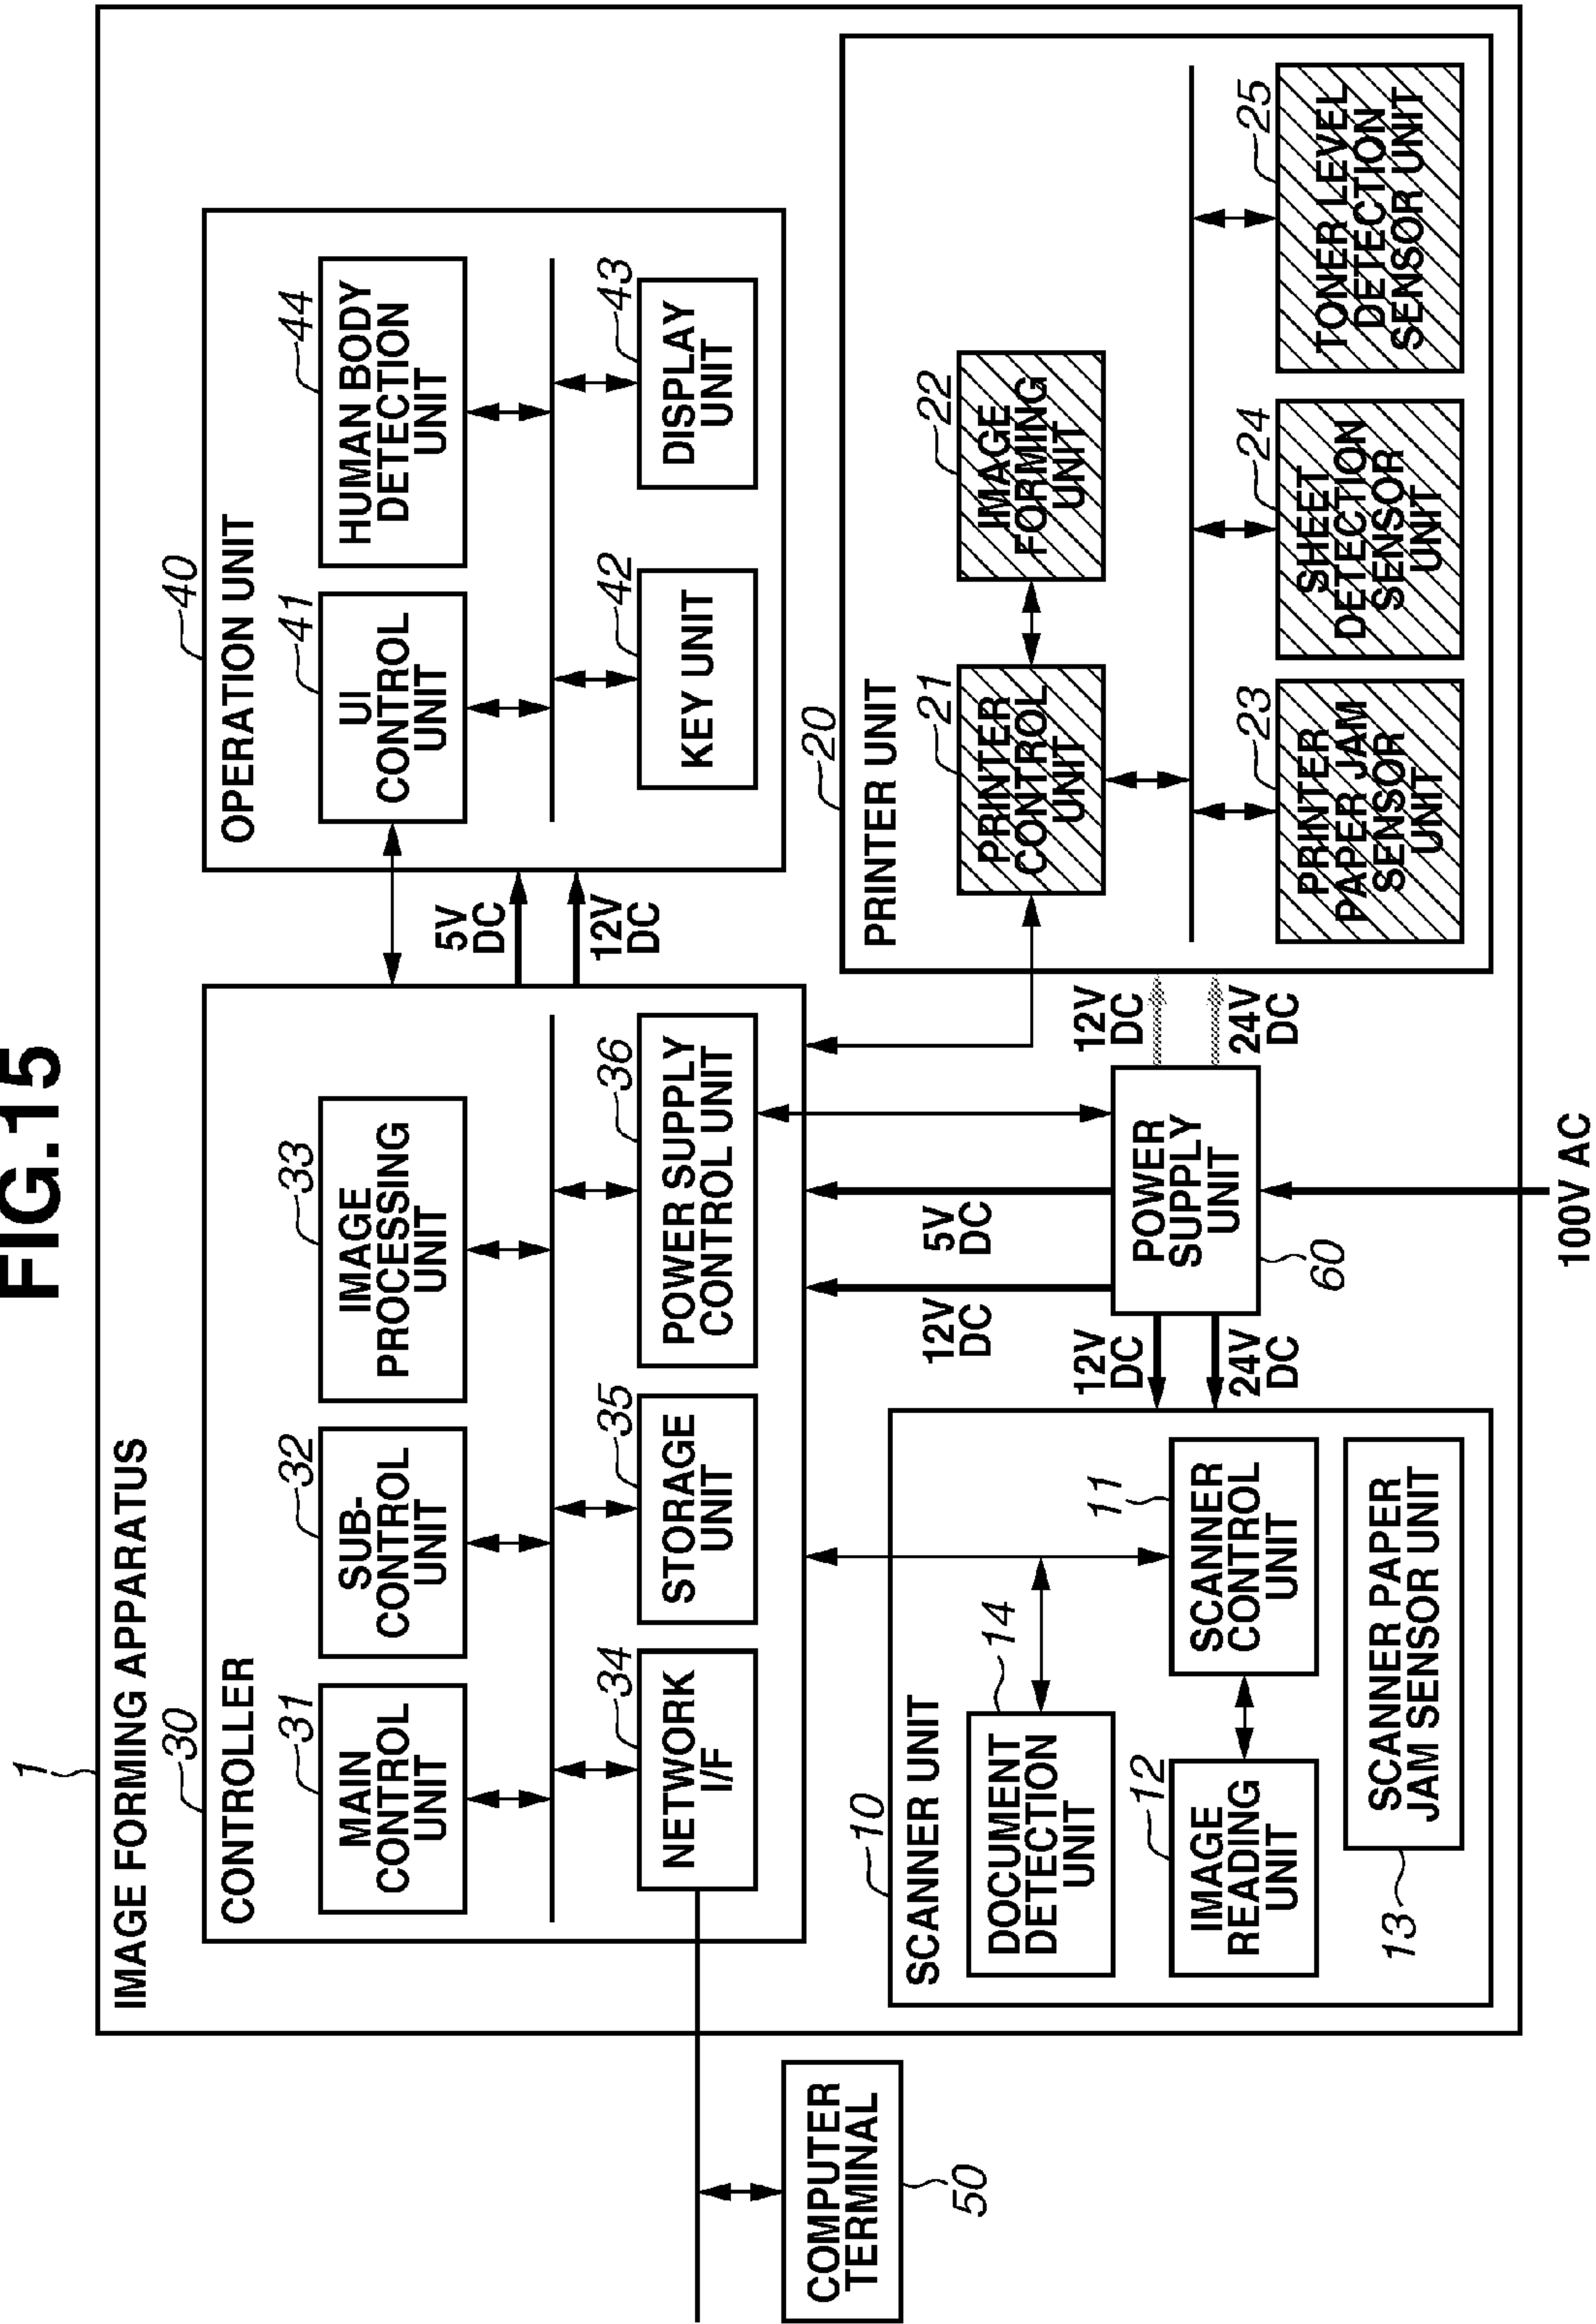 FIG.15
1
IMAGE FORMING APPARATUS
30
CONTROLLER
31
MAIN
CONTROL
UNIT
32
SUB-
CONTROL
UNIT
33
IMAGE
PROCESSING
UNIT
34
NETWORK
I/F
35
STORAGE
UNIT
36
POWER SUPPLY
CONTROL UNIT
40
OPERATION UNIT
41
UI
CONTROL
UNIT
44
HUMAN BODY
DETECTION
UNIT
42
KEY UNIT
43
DISPLAY
UNIT
5V
DC
12V
DC
COMPUTER
TERMINAL
50
10
SCANNER UNIT
14
DOCUMENT
DETECTION
UNIT
11
SCANNER
CONTROL
UNIT
12
IMAGE
READING
UNIT
13
SCANNER PAPER
JAM SENSOR UNIT
12V
DC
5V
DC
12V
DC
24V
DC
POWER
SUPPLY
UNIT
60
100V AC
12V
DC
24V
DC
20
PRINTER UNIT
21
PRINTER
CONTROL
UNIT
22
IMAGE
FORMING
UNIT
23
PRINTER
PAPER JAM
SENSOR
UNIT
24
SHEET
DETECTION
SENSOR
UNIT
25
TONER LEVEL
DETECTION
SENSOR UNIT